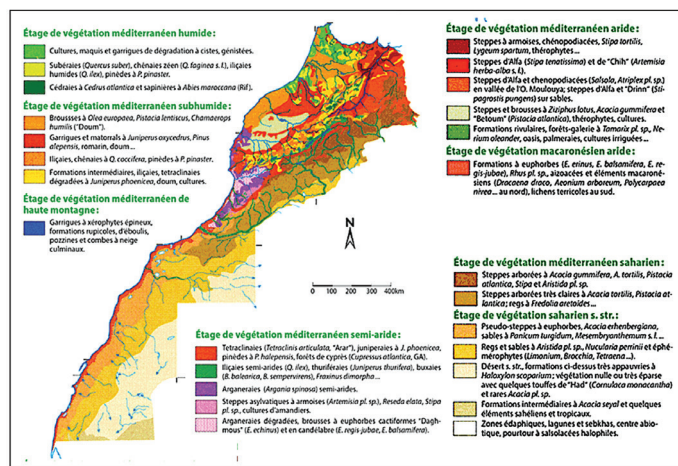 Étage de végétation méditerranéen humide :
Cultures, maquis et garrigues de dégradation à cistes, génistées.
Subéraies (Quercus suber), chênaies zéen (Q. faginea s. l.), iliçaies
humides (Q. ilex), pinèdes à P. pinaster.
Cédraies à Cedrus atlantica et sapinières à Abies maroccana (Rif).
Étage de végétation méditerranéen subhumide :
Broussses à Olea europaea, Pistacia lentiscus, Chamaerops
humilis ("Doum").
Garrigues et matorrals à Juniperus oxycedrus, Pinus
alepensis, romarin, doum...
Iliçaies, chênaies à Q. coccifera, pinèdes à P. pinaster.
Formations intermédiaires, iliçaies, tetraclinaies
dégradées à Juniperus phoenicea, doum, cultures.
Étage de végétation méditerranéen de
haute montagne :
Garrigues à xérophytes épineux,
formations rupicoles, d'éboulis,
pozzines et combes à neige
culminaux.
Étage de végétation méditerranéen aride :
Steppes à armoises, chénopodiacées, Stipa tortilis,
Lygeum spartum, thérophytes...
Steppes d'Alfa (Stipa tenatissima) et de "Chih" (Artemisia
herba-alba s. l.).
Steppes d'Alfa et chenopodiacées (Salsola, Atriplex pl. sp.)
en vallée de l'O. Moulouya; steppes d'Alfa et "Drinn" (Sti-
pagrostis pungens) sur sables.
Steppes et brousses à Ziziphus lotus, Acacia gummifera et
"Betoum" (Pistacia atlantica), thérophytes, cultures.
Formations rivulaires, forêts-galerie à Tamarix pl. sp., Ne-
rium oleander, oasis, palmeraies, cultures irriguées...
Étage de végétation macaronésien aride :
Formations à euphorbes (E. erinus, E. balsamifera, E. re-
gis-jubae), Rhus pl. sp., aizoacées et éléments macaroné-
siens (Dracaena draco, Aeonium arboreum, Polycarpaea
nivea... au nord), lichens terricoles au sud.
N
0 100 200 300 400km
Étage de végétation méditerranéen saharien :
Steppes arborées à Acacia gummifera, A. tortilis, Pistacia
atlantica, Stipa et Aristida pl. sp.
Steppes arborées très claires à Acacia tortilis, Pistacia at-
lantica; regs à Fredolia aretoides...
Étage de végétation saharien s. str. :
Pseudo-steppes à euphorbes, Acacia erhenbergiana,
sables à Panicum turgidum, Mesembryanthemum s. l. ...
Regs et sables à Aristida pl. sp., Nucularia perrinii et éphé-
mérophytes (Limonium, Brocchia, Tetraena...).
Désert s. str., formations ci-dessus très appauvries à
Haloxylon scoparium; végétation nulle ou très éparse
avec quelques touffes de "Had" (Cornulaca monacantha)
et rares Acacia pl. sp.
Formations intermédiaires à Acacia seyal et quelques
éléments sahéliens et tropicaux.
Zones édaphiques, lagunes et sebkhas, centre abio-
tique, pourtour à salsolacées halophiles.
Étage de végétation méditerranéen semi-aride :
Tetraclinaies (Tetraclinis articulata, "Arar"), juniperaies à J. phoenicea,
pinèdes à P. halepensis, forêts de cyprès (Cupressus atlantica, GA).
Iliçaies semi-arides (Q. ilex), thuriféraies (Juniperus thurifera), buxaies
(B. balearica, B. sempervirens), Fraxinus dimorpha...
Arganeraies (Argania spinosa) semi-arides.
Steppes asylvatiques à armoises (Artemisia pl. sp.), Reseda elata, Stipa
pl. sp., cultures d'amandiers.
Arganeraies dégradées, brousses à euphorbes cactiformes "Dagh-
mous" (E. echinus) et en candélabre (E. regis-jubae, E. balsamifera).